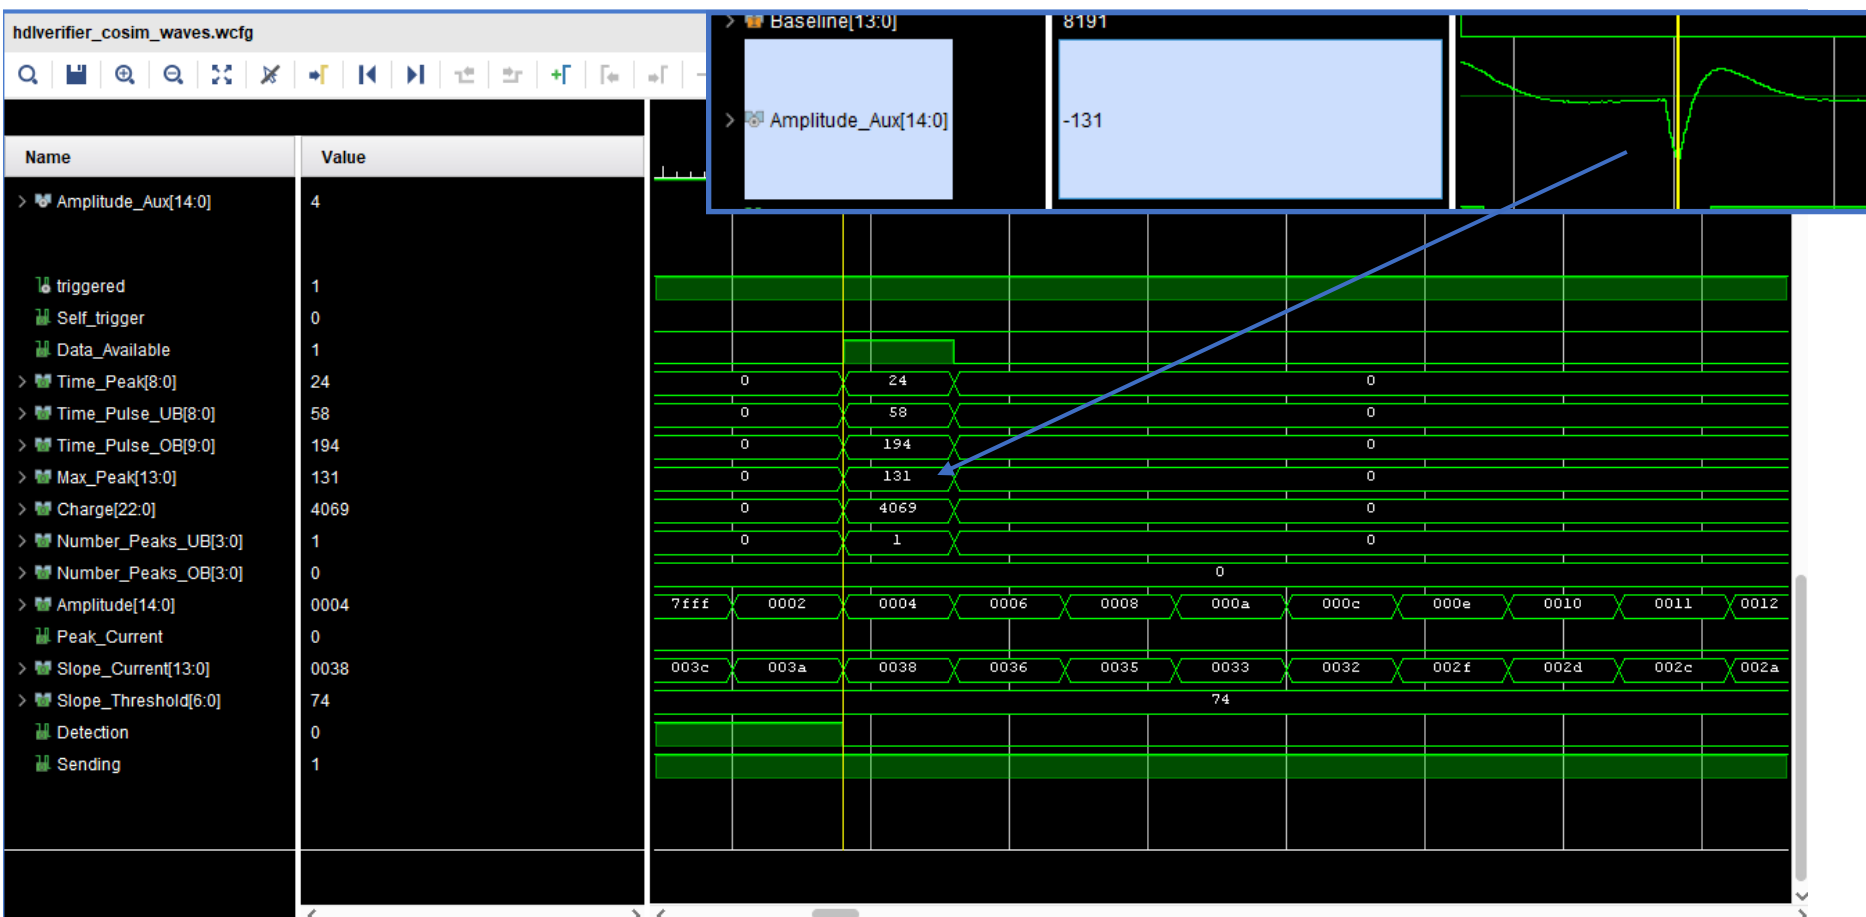 hdlverifier_cosim_waves.wcfg
Baseline[13:0] 8191
Amplitude_Aux[14:0] -131
Name Value
Amplitude_Aux[14:0] 4
triggered 1
Self_trigger 0
Data_Available 1
Time_Peak[8:0] 24 0 24 0
Time_Pulse_UB[8:0] 58 0 58 0
Time_Pulse_OB[9:0] 194 0 194 0
Max_Peak[13:0] 131 0 131 0
Charge[22:0] 4069 0 4069 0
Number_Peaks_UB[3:0] 1 0 1 0
Number_Peaks_OB[3:0] 0 0
Amplitude[14:0] 0004 7fff 0002 0004 0006 0008 000a 000c 000e 0010 0011 0012
Peak_Current 0
Slope_Current[13:0] 0038 003c 003a 0038 0036 0035 0033 0032 002f 002d 002c 002a
Slope_Threshold[6:0] 74 74
Detection 0
Sending 1